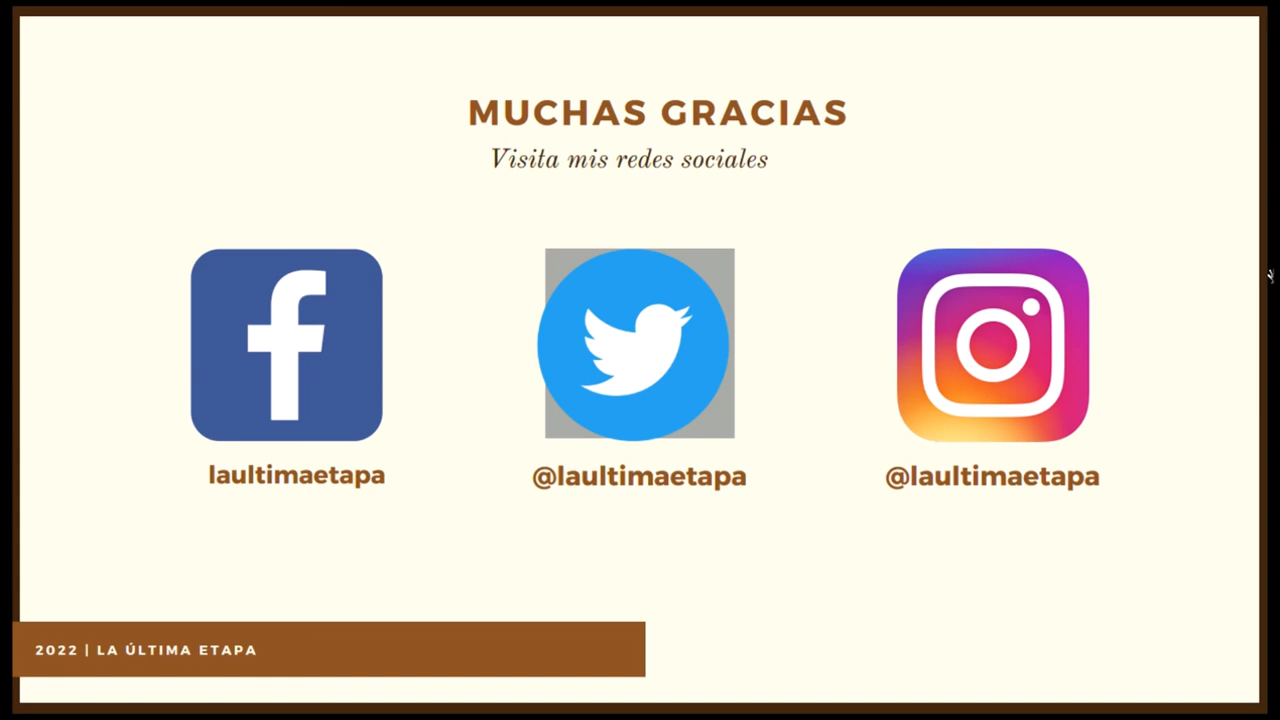 MUCHAS GRACIAS
Visita mis redes sociales
laultimaetapa
@laultimaetapa
@laultimaetapa
2022 | LA ÚLTIMA ETAPA